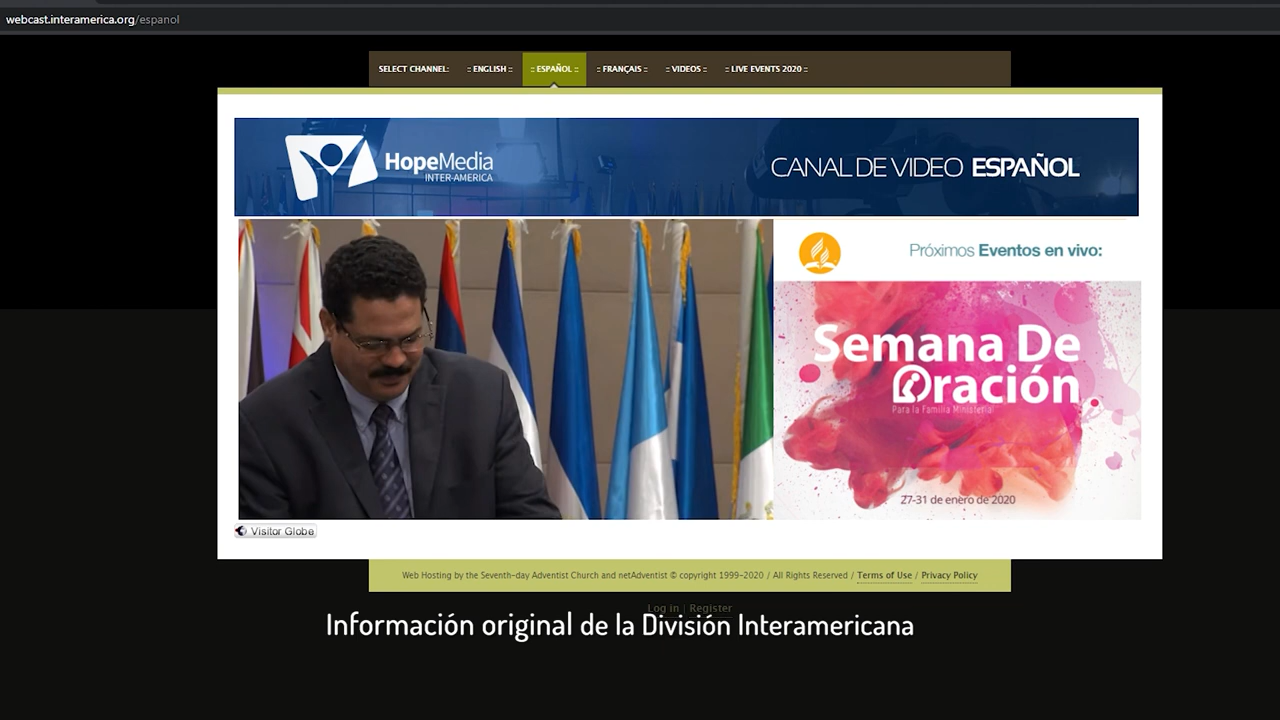 webcast.interamerica.org/espanol
SELECT CHANNEL: :: ENGLISH :: :: ESPAÑOL :: :: FRANÇAIS :: :: VIDEOS :: :: LIVE EVENTS 2020 ::
HopeMedia
INTER-AMERICA
CANAL DE VIDEO ESPAÑOL
Próximos Eventos en vivo:
Semana De
Oración
Para la Familia Ministerial
27-31 de enero de 2020
Visitor Globe
Web Hosting by the Seventh-day Adventist Church and netAdventist © copyright 1999-2020 / All Rights Reserved / Terms of Use / Privacy Policy
Log in | Register
Información original de la División Interamericana